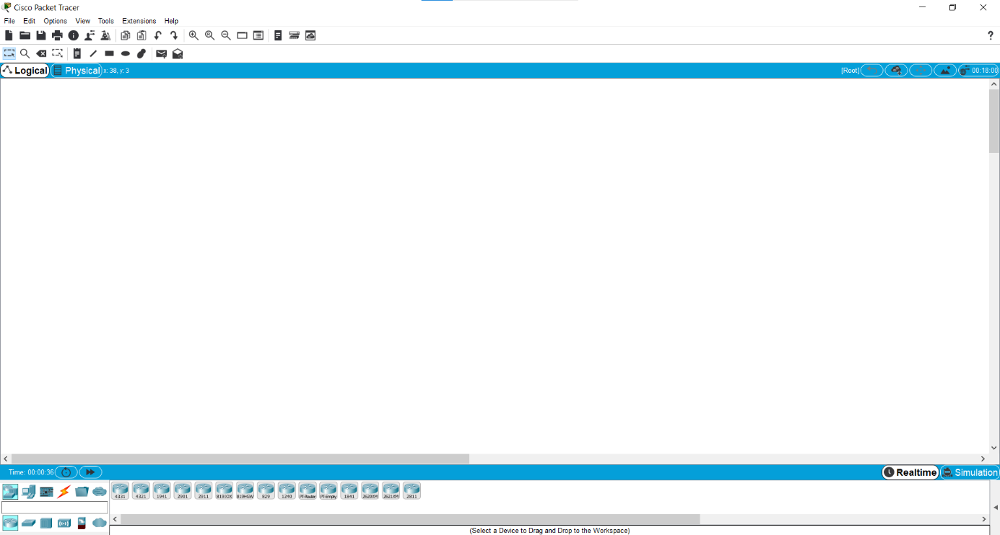 Cisco Packet Tracer
File Edit Options View Tools Extensions Help
?
Logical Physical x: 38, y: 3 [Root] 00:18:00
Time: 00:00:36 Realtime Simulation
4331 4321 1941 2901 2911 819IOX 819HGW 829 1240 PT-Router PT-Empty 1841 2620XM 2621XM 2811
(Select a Device to Drag and Drop to the Workspace)